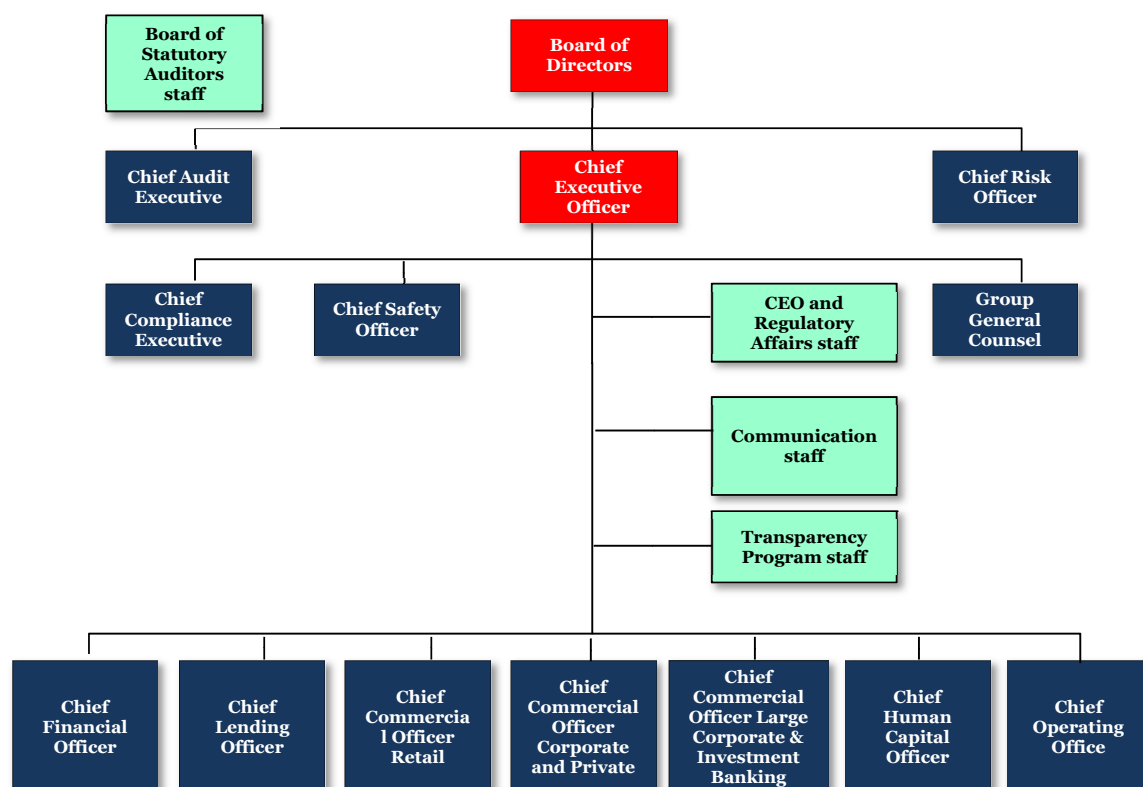 Board of
Statutory
Auditors
staff
Board of
Directors
Chief Audit
Executive
Chief
Executive
Officer
Chief Risk
Officer
Chief
Compliance
Executive
Chief Safety
Officer
CEO and
Regulatory
Affairs staff
Group
General
Counsel
Communication
staff
Transparency
Program staff
Chief
Financial
Officer
Chief
Lending
Officer
Chief
Commercia
l Officer
Retail
Chief
Commercial
Officer
Corporate
and Private
Chief
Commercial
Officer Large
Corporate &
Investment
Banking
Chief
Human
Capital
Officer
Chief
Operating
Office